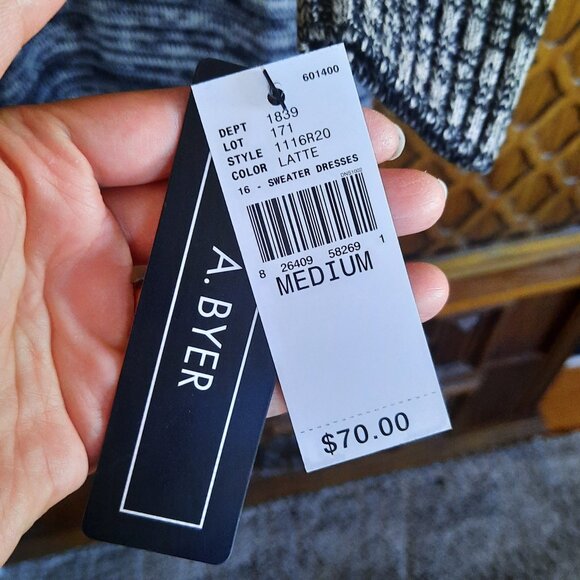 601400
DEPT 1839
LOT 171
STYLE 1116R20
COLOR LATTE
16 - SWEATER DRESSES
8 26409 58269 1
MEDIUM
$70.00
A.BYER